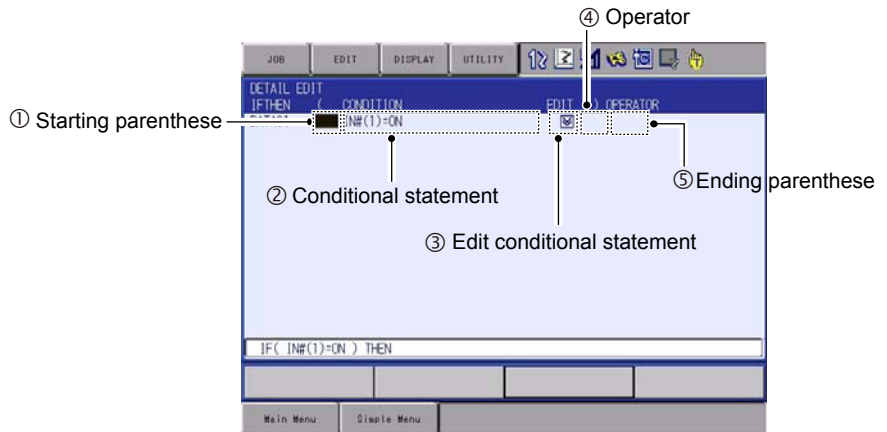 ④ Operator
JOB EDIT DISPLAY UTILITY
DETAIL EDIT
IFTHEN ( CONDITION EDIT ) OPERATOR
① Starting parenthese
IN#(1)=ON
② Conditional statement
⑤Ending parenthese
③ Edit conditional statement
IF( IN#(1)=ON ) THEN
Main Menu Simple Menu